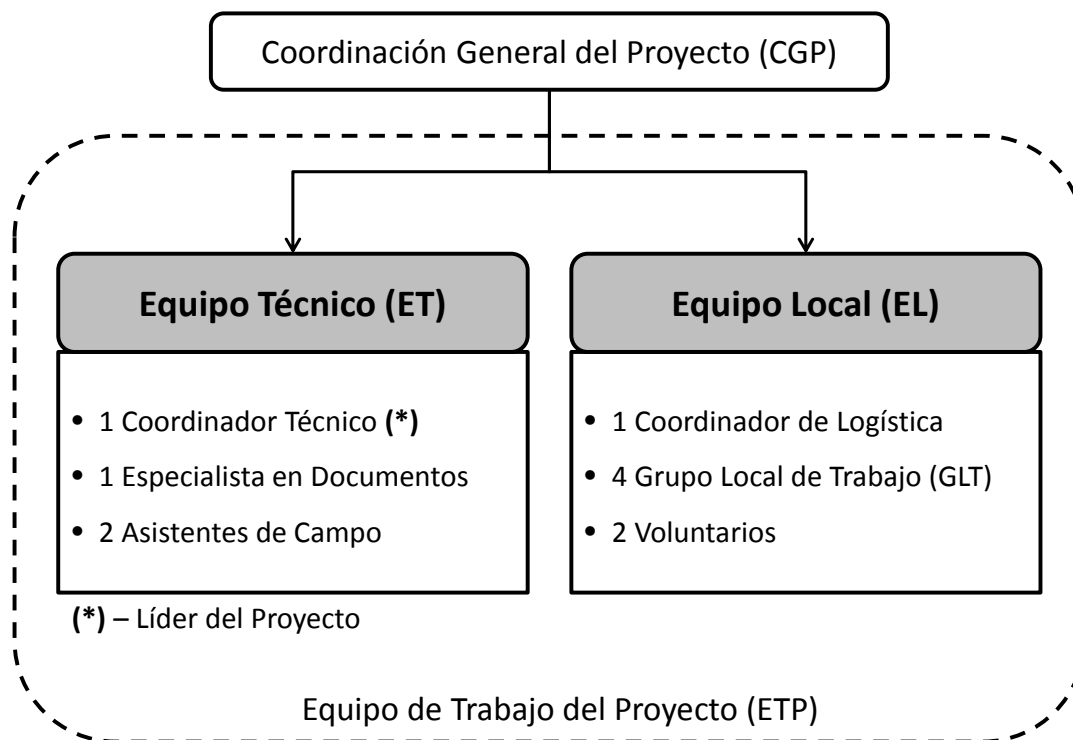 Coordinación General del Proyecto (CGP)
Equipo Técnico (ET)
• 1 Coordinador Técnico (*)
• 1 Especialista en Documentos
• 2 Asistentes de Campo
(*) – Líder del Proyecto
Equipo Local (EL)
• 1 Coordinador de Logística
• 4 Grupo Local de Trabajo (GLT)
• 2 Voluntarios
Equipo de Trabajo del Proyecto (ETP)